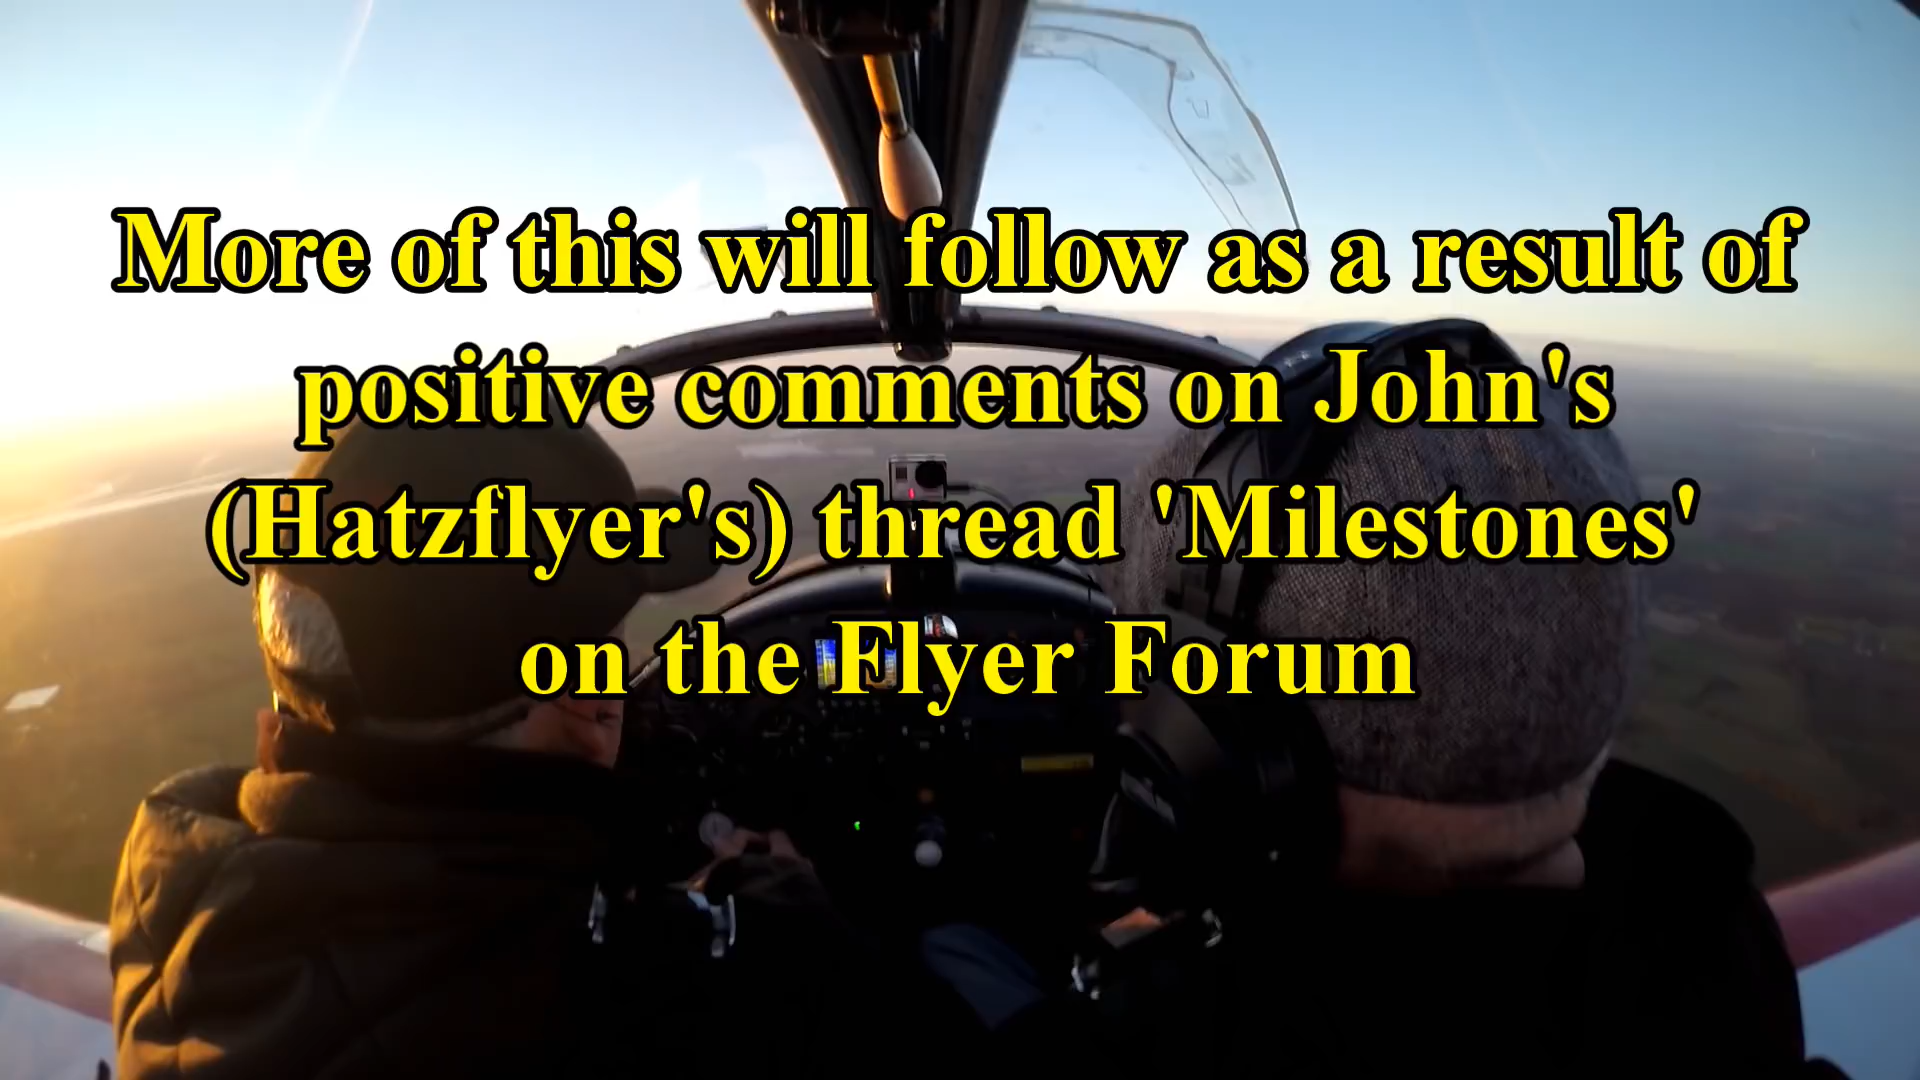 More of this will follow as a result of
positive comments on John's
(Hatzflyer's) thread 'Milestones'
on the Flyer Forum